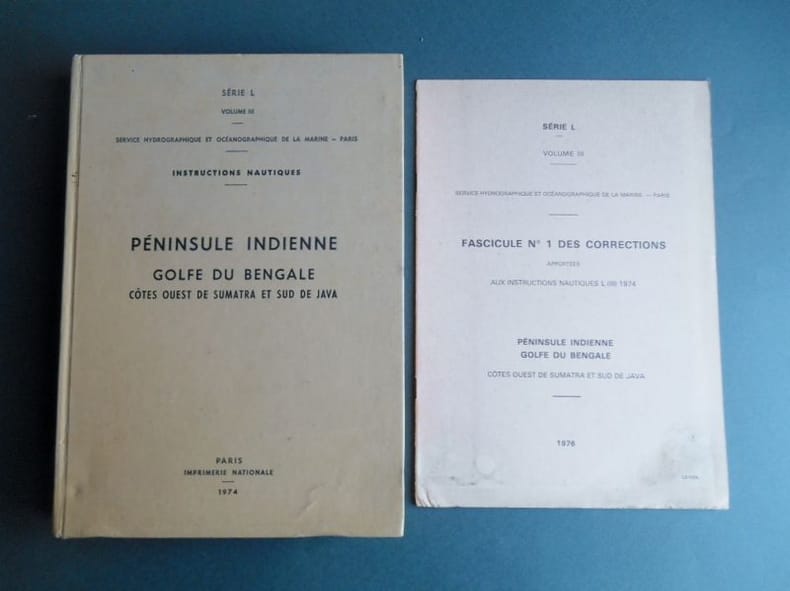 SÉRIE L
VOLUME III
SERVICE HYDROGRAPHIQUE ET OCÉANOGRAPHIQUE DE LA MARINE – PARIS
INSTRUCTIONS NAUTIQUES
PÉNINSULE INDIENNE
GOLFE DU BENGALE
CÔTES OUEST DE SUMATRA ET SUD DE JAVA
PARIS
IMPRIMERIE NATIONALE
1974
SÉRIE L
VOLUME III
SERVICE HYDROGRAPHIQUE ET OCÉANOGRAPHIQUE DE LA MARINE — PARIS
FASCICULE N° 1 DES CORRECTIONS
APPORTÉES
AUX INSTRUCTIONS NAUTIQUES L (III) 1974
PÉNINSULE INDIENNE
GOLFE DU BENGALE
CÔTES OUEST DE SUMATRA ET SUD DE JAVA
1976